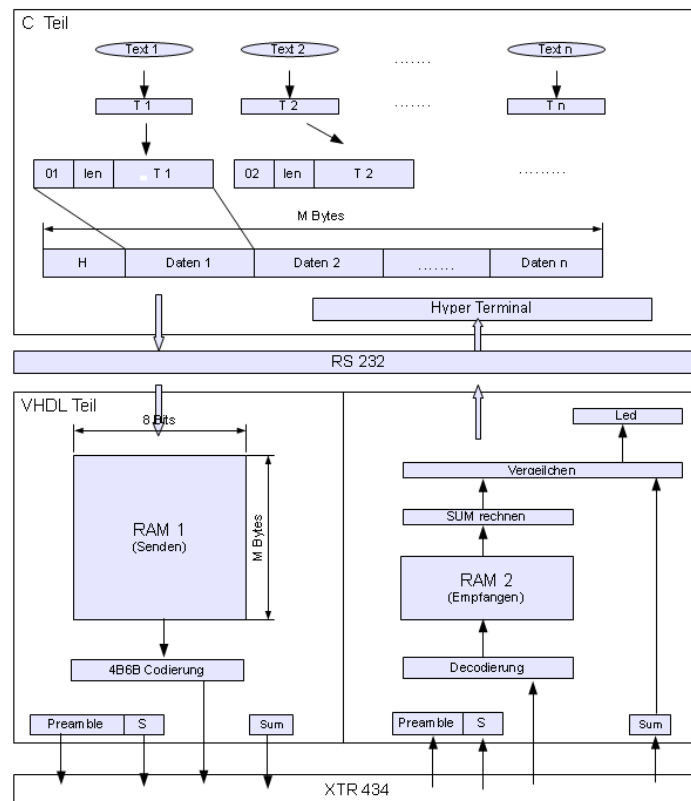 C Teil
Text 1
Text 2
.......
Text n
T 1
T 2
.......
T n
01 len T 1
02 len T 2
.........
M Bytes
H Daten 1 Daten 2 ....... Daten n
Hyper Terminal
RS 232
VHDL Teil
8 Bits
Led
Vergeilchen
RAM 1
(Senden)
M Bytes
SUM rechnen
RAM 2
(Empfangen)
4B6B Codierung
Decodierung
Preamble S
Sum
Preamble S
Sum
XTR 434